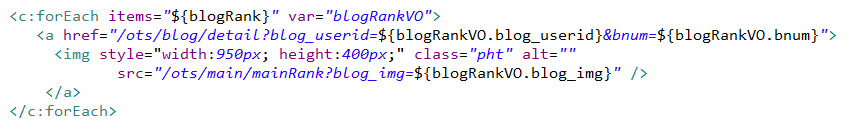 <c:forEach items="${blogRank}" var="blogRankVO">
<a href="/ots/blog/detail?blog_userid=${blogRankVO.blog_userid}&bnum=${blogRankVO.bnum}">
<img style="width:950px; height:400px;" class="pht" alt=""
src="/ots/main/mainRank?blog_img=${blogRankVO.blog_img}" />
</a>
</c:forEach>